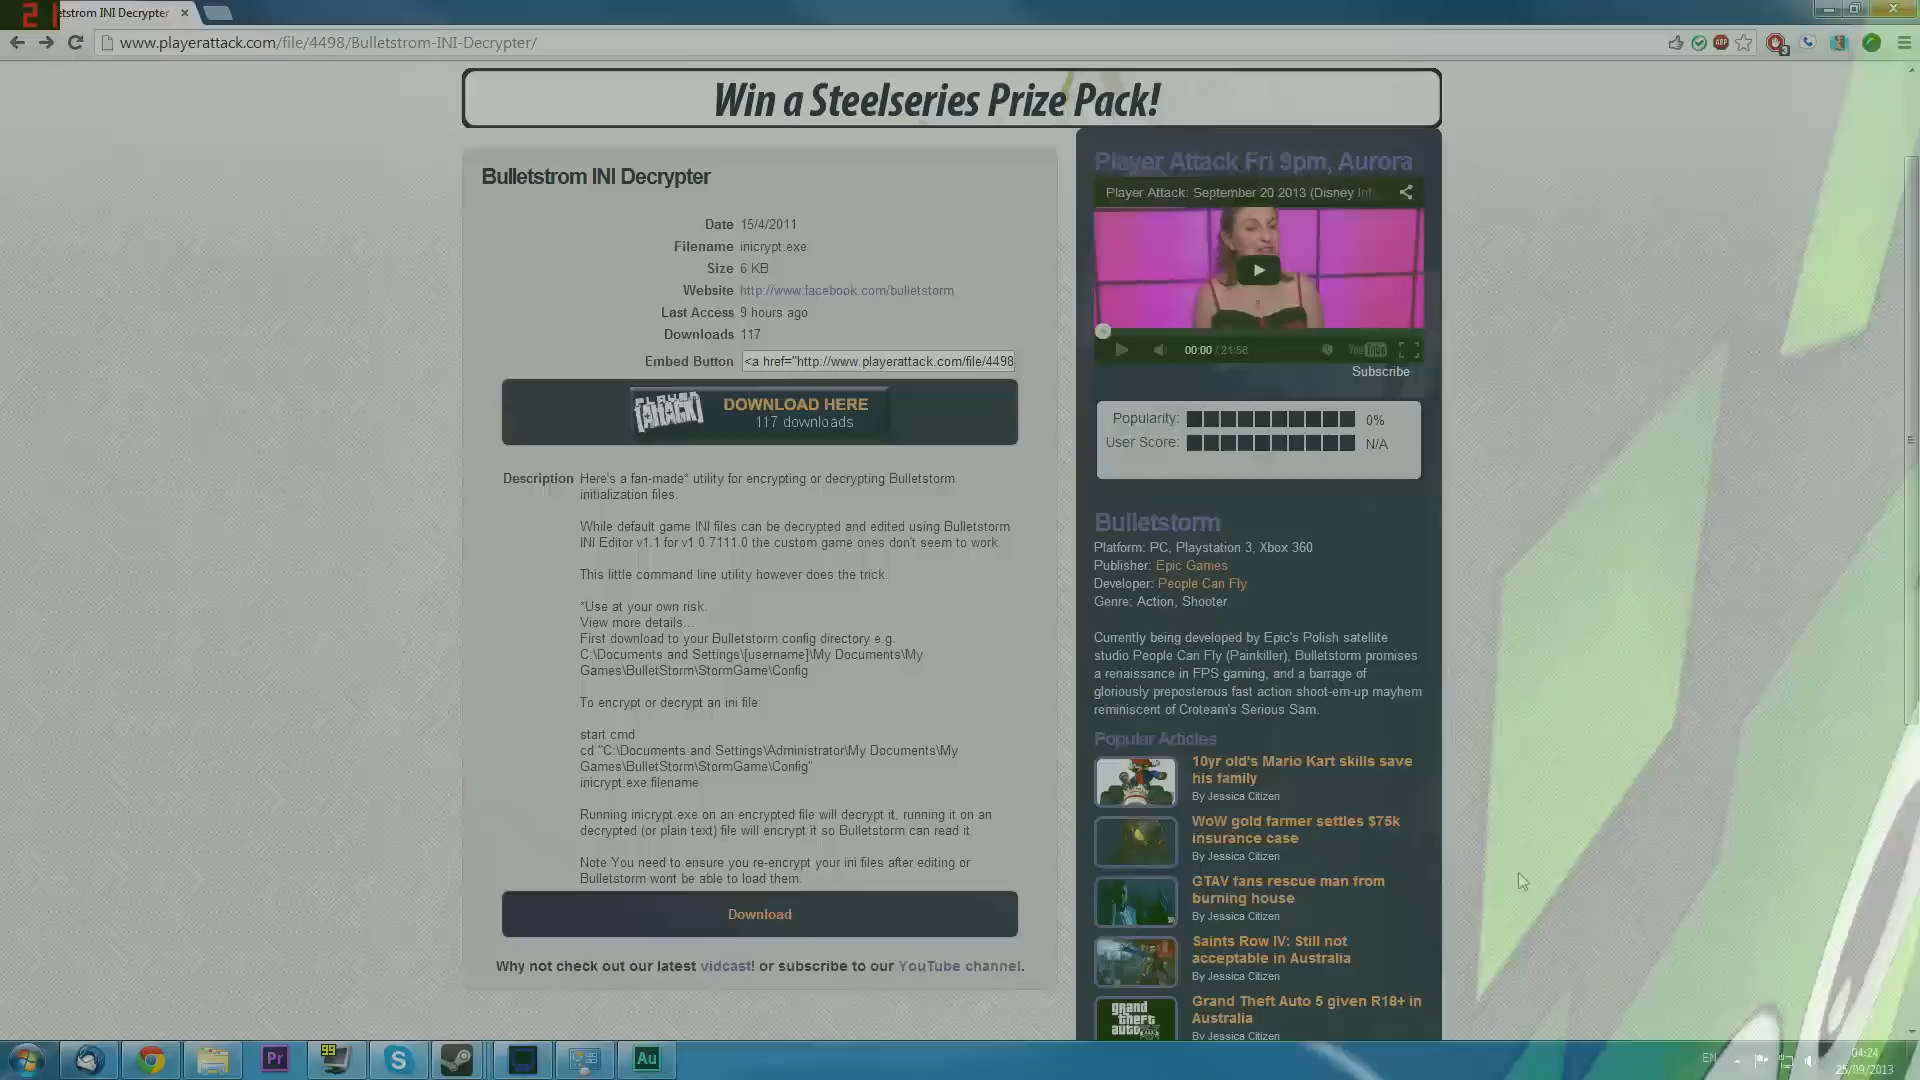 21
etstrom INI Decrypter
www.playerattack.com/file/4498/Bulletstrom-INI-Decrypter/
Win a Steelseries Prize Pack!
Bulletstrom INI Decrypter
Date 15/4/2011
Filename inicrypt.exe
Size 6 KB
Website http://www.facebook.com/bulletstorm
Last Access 9 hours ago
Downloads 117
Embed Button <a href="http://www.playerattack.com/file/4498
PLAYER ATTACK
DOWNLOAD HERE
117 downloads
Description Here's a fan-made* utility for encrypting or decrypting Bulletstorm
initialization files.
While default game INI files can be decrypted and edited using Bulletstorm
INI Editor v1.1 for v1.0.7111.0 the custom game ones don't seem to work.
This little command line utility however does the trick.
*Use at your own risk.
View more details...
First download to your Bulletstorm config directory e.g.
C:\Documents and Settings\[username]\My Documents\My
Games\BulletStorm\StormGame\Config
To encrypt or decrypt an ini file:
start cmd
cd "C:\Documents and Settings\Administrator\My Documents\My
Games\BulletStorm\StormGame\Config"
inicrypt.exe filename
Running inicrypt.exe on an encrypted file will decrypt it, running it on an
decrypted (or plain text) file will encrypt it so Bulletstorm can read it.
Note You need to ensure you re-encrypt your ini files after editing or
Bulletstorm wont be able to load them.
Download
Why not check out our latest vidcast! or subscribe to our YouTube channel.
Player Attack Fri 9pm, Aurora
Player Attack: September 20 2013 (Disney Infi
00:00 / 21:56
YouTube
Subscribe
Popularity: 0%
User Score: N/A
Bulletstorm
Platform: PC, Playstation 3, Xbox 360
Publisher: Epic Games
Developer: People Can Fly
Genre: Action, Shooter
Currently being developed by Epic's Polish satellite
studio People Can Fly (Painkiller), Bulletstorm promises
a renaissance in FPS gaming, and a barrage of
gloriously preposterous fast action shoot-em-up mayhem
reminiscent of Croteam's Serious Sam.
Popular Articles
10yr old's Mario Kart skills save
his family
By Jessica Citizen
WoW gold farmer settles $75k
insurance case
By Jessica Citizen
GTAV fans rescue man from
burning house
By Jessica Citizen
Saints Row IV: Still not
acceptable in Australia
By Jessica Citizen
grand
theft
auto
Grand Theft Auto 5 given R18+ in
Australia
By Jessica Citizen
ABP
3
Pr
99
S
Au
EN
04:24
25/09/2013